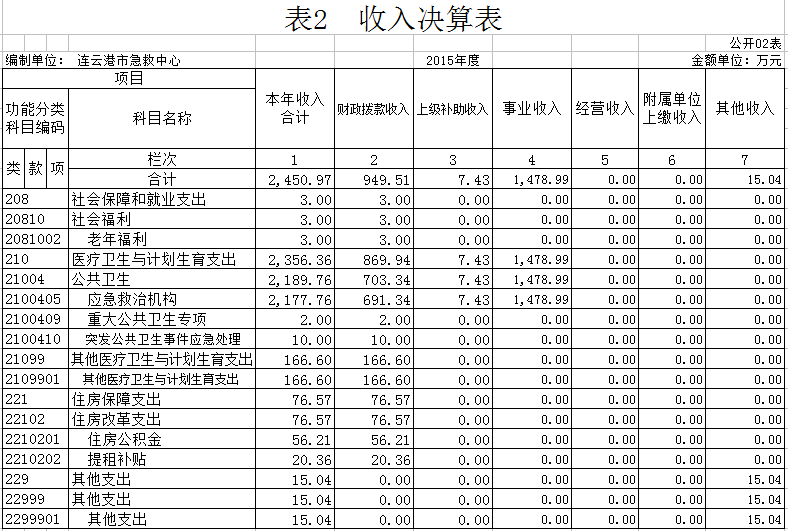 表2 收入决算表
公开02表
编制单位： 连云港市急救中心 2015年度 金额单位：万元
项目 本年收入合计 财政拨款收入 上级补助收入 事业收入 经营收入 附属单位上缴收入 其他收入
功能分类科目编码 科目名称
类 款 项 栏次 1 2 3 4 5 6 7
合计 2,450.97 949.51 7.43 1,478.99 0.00 0.00 15.04
208 社会保障和就业支出 3.00 3.00 0.00 0.00 0.00 0.00 0.00
20810 社会福利 3.00 3.00 0.00 0.00 0.00 0.00 0.00
2081002 老年福利 3.00 3.00 0.00 0.00 0.00 0.00 0.00
210 医疗卫生与计划生育支出 2,356.36 869.94 7.43 1,478.99 0.00 0.00 0.00
21004 公共卫生 2,189.76 703.34 7.43 1,478.99 0.00 0.00 0.00
2100405 应急救治机构 2,177.76 691.34 7.43 1,478.99 0.00 0.00 0.00
2100409 重大公共卫生专项 2.00 2.00 0.00 0.00 0.00 0.00 0.00
2100410 突发公共卫生事件应急处理 10.00 10.00 0.00 0.00 0.00 0.00 0.00
21099 其他医疗卫生与计划生育支出 166.60 166.60 0.00 0.00 0.00 0.00 0.00
2109901 其他医疗卫生与计划生育支出 166.60 166.60 0.00 0.00 0.00 0.00 0.00
221 住房保障支出 76.57 76.57 0.00 0.00 0.00 0.00 0.00
22102 住房改革支出 76.57 76.57 0.00 0.00 0.00 0.00 0.00
2210201 住房公积金 56.21 56.21 0.00 0.00 0.00 0.00 0.00
2210202 提租补贴 20.36 20.36 0.00 0.00 0.00 0.00 0.00
229 其他支出 15.04 0.00 0.00 0.00 0.00 0.00 15.04
22999 其他支出 15.04 0.00 0.00 0.00 0.00 0.00 15.04
2299901 其他支出 15.04 0.00 0.00 0.00 0.00 0.00 15.04